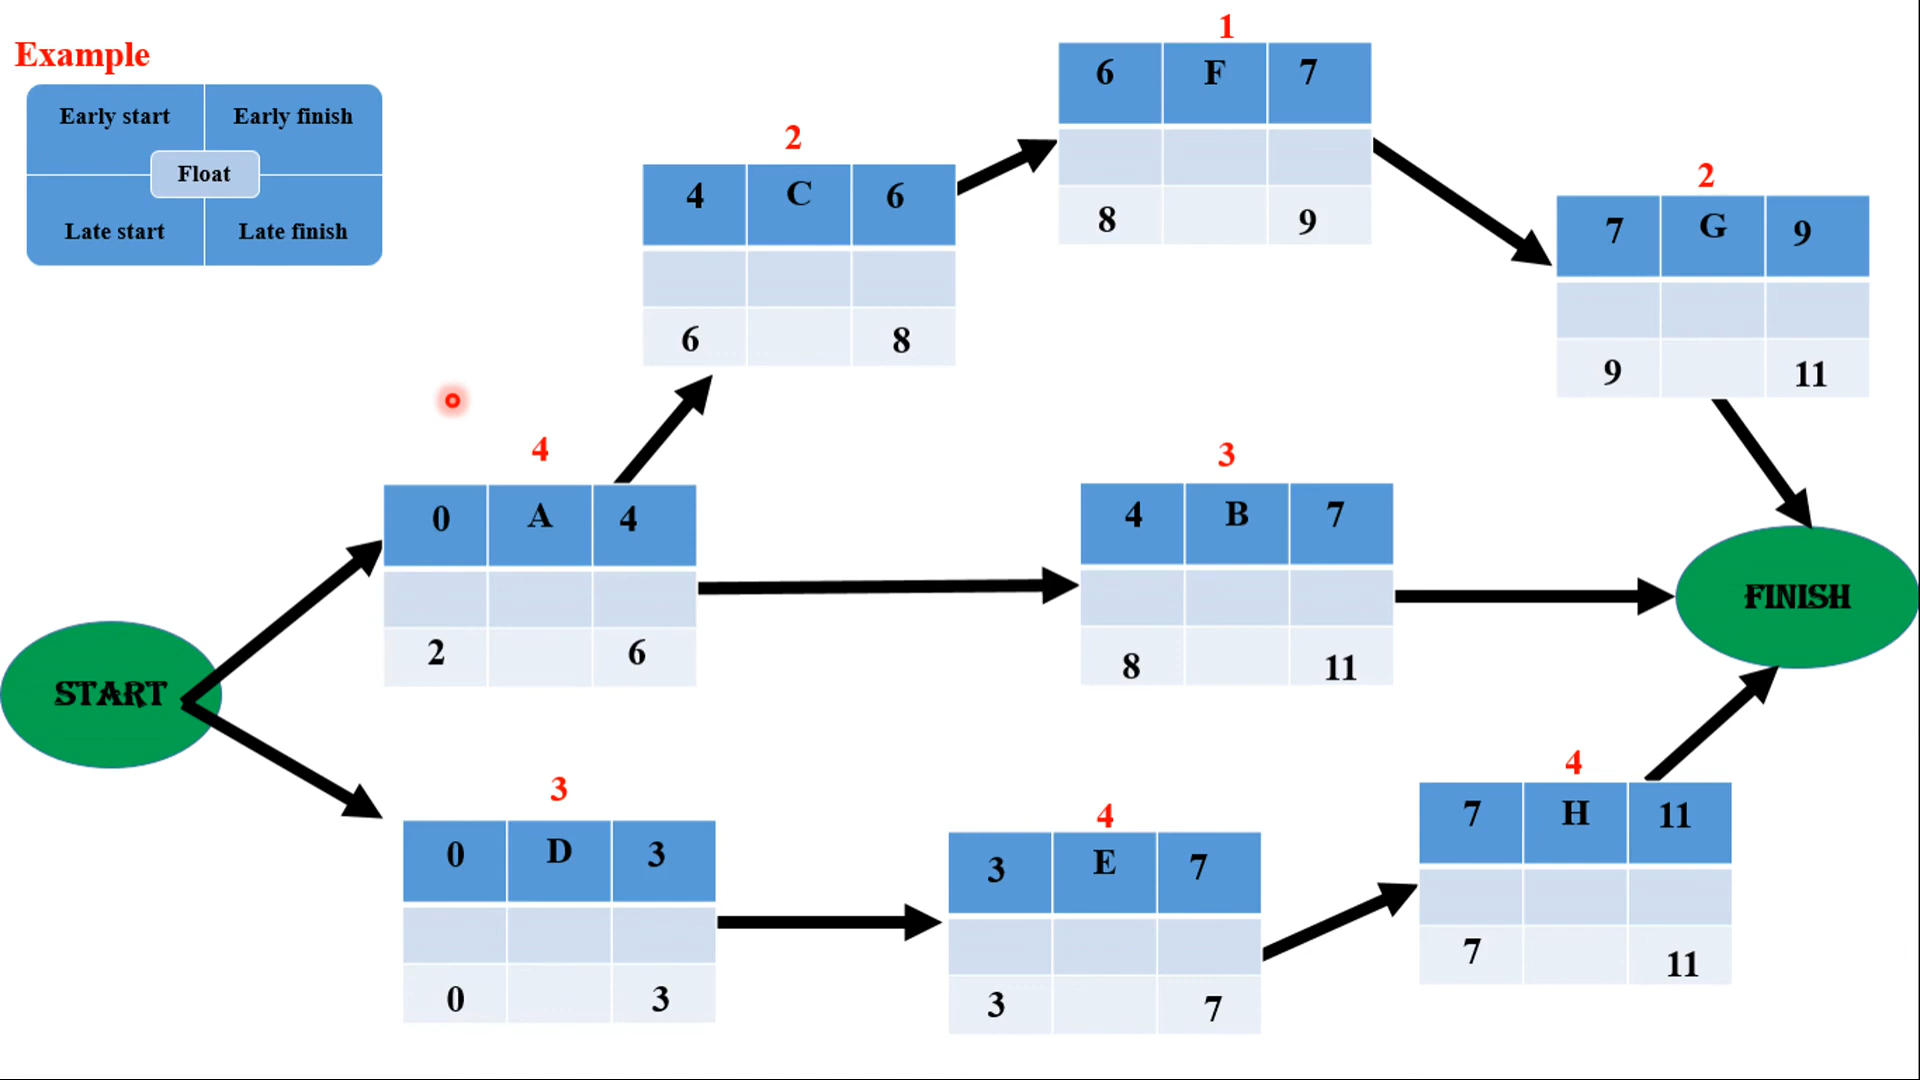 Example
Early start Early finish
Float
Late start Late finish
1
6 F 7
8 9
2
4 C 6
6 8
2
7 G 9
9 11
4
0 A 4
2 6
3
4 B 7
8 11
START
FINISH
3
0 D 3
0 3
4
3 E 7
3 7
4
7 H 11
7 11